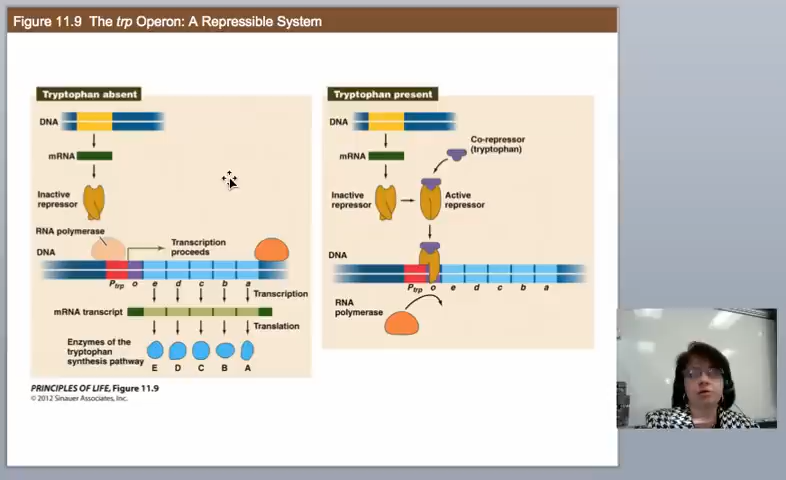 Figure 11.9 The trp Operon: A Repressible System
Tryptophan absent
DNA
mRNA
Inactive
repressor
RNA polymerase
DNA
Transcription
proceeds
Ptrp o e d c b a
Transcription
mRNA transcript
Translation
Enzymes of the
tryptophan
synthesis pathway
E D C B A
Tryptophan present
DNA
mRNA
Co-repressor
(tryptophan)
Inactive
repressor
Active
repressor
DNA
Ptrp o e d c b a
RNA
polymerase
PRINCIPLES OF LIFE, Figure 11.9
© 2012 Sinauer Associates, Inc.